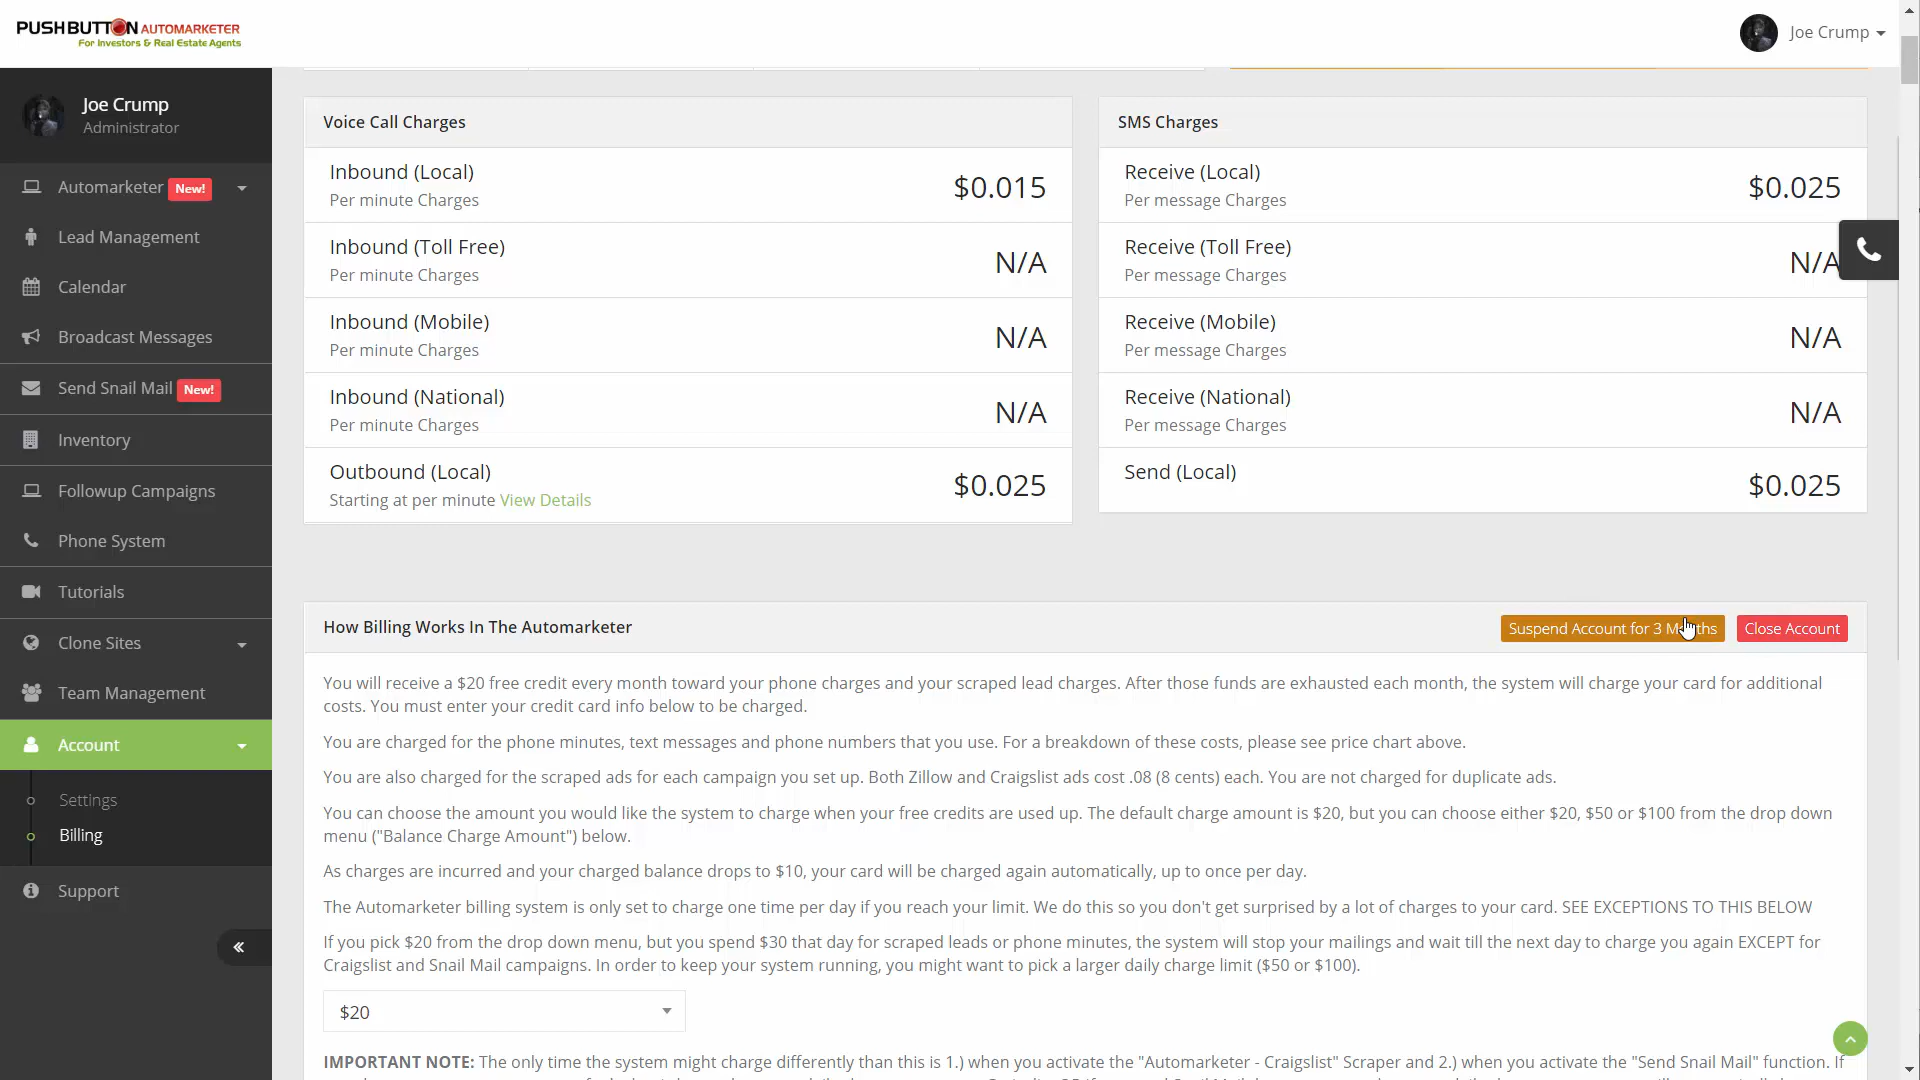 PUSHBUTTON AUTOMARKETER
For Investors & Real Estate Agents
Joe Crump
Joe Crump
Administrator
Automarketer New!
Lead Management
Calendar
Broadcast Messages
Send Snail Mail New!
Inventory
Followup Campaigns
Phone System
Tutorials
Clone Sites
Team Management
Account
Settings
Billing
Support
Voice Call Charges
Inbound (Local)
Per minute Charges
$0.015
Inbound (Toll Free)
Per minute Charges
N/A
Inbound (Mobile)
Per minute Charges
N/A
Inbound (National)
Per minute Charges
N/A
Outbound (Local)
Starting at per minute View Details
$0.025
SMS Charges
Receive (Local)
Per message Charges
$0.025
Receive (Toll Free)
Per message Charges
N/A
Receive (Mobile)
Per message Charges
N/A
Receive (National)
Per message Charges
N/A
Send (Local)
$0.025
How Billing Works In The Automarketer
Suspend Account for 3 Months
Close Account
You will receive a $20 free credit every month toward your phone charges and your scraped lead charges. After those funds are exhausted each month, the system will charge your card for additional
costs. You must enter your credit card info below to be charged.
You are charged for the phone minutes, text messages and phone numbers that you use. For a breakdown of these costs, please see price chart above.
You are also charged for the scraped ads for each campaign you set up. Both Zillow and Craigslist ads cost .08 (8 cents) each. You are not charged for duplicate ads.
You can choose the amount you would like the system to charge when your free credits are used up. The default charge amount is $20, but you can choose either $20, $50 or $100 from the drop down
menu ("Balance Charge Amount") below.
As charges are incurred and your charged balance drops to $10, your card will be charged again automatically, up to once per day.
The Automarketer billing system is only set to charge one time per day if you reach your limit. We do this so you don't get surprised by a lot of charges to your card. SEE EXCEPTIONS TO THIS BELOW
If you pick $20 from the drop down menu, but you spend $30 that day for scraped leads or phone minutes, the system will stop your mailings and wait till the next day to charge you again EXCEPT for
Craigslist and Snail Mail campaigns. In order to keep your system running, you might want to pick a larger daily charge limit ($50 or $100).
$20
IMPORTANT NOTE: The only time the system might charge differently than this is 1.) when you activate the "Automarketer - Craigslist" Scraper and 2.) when you activate the "Send Snail Mail" function. If